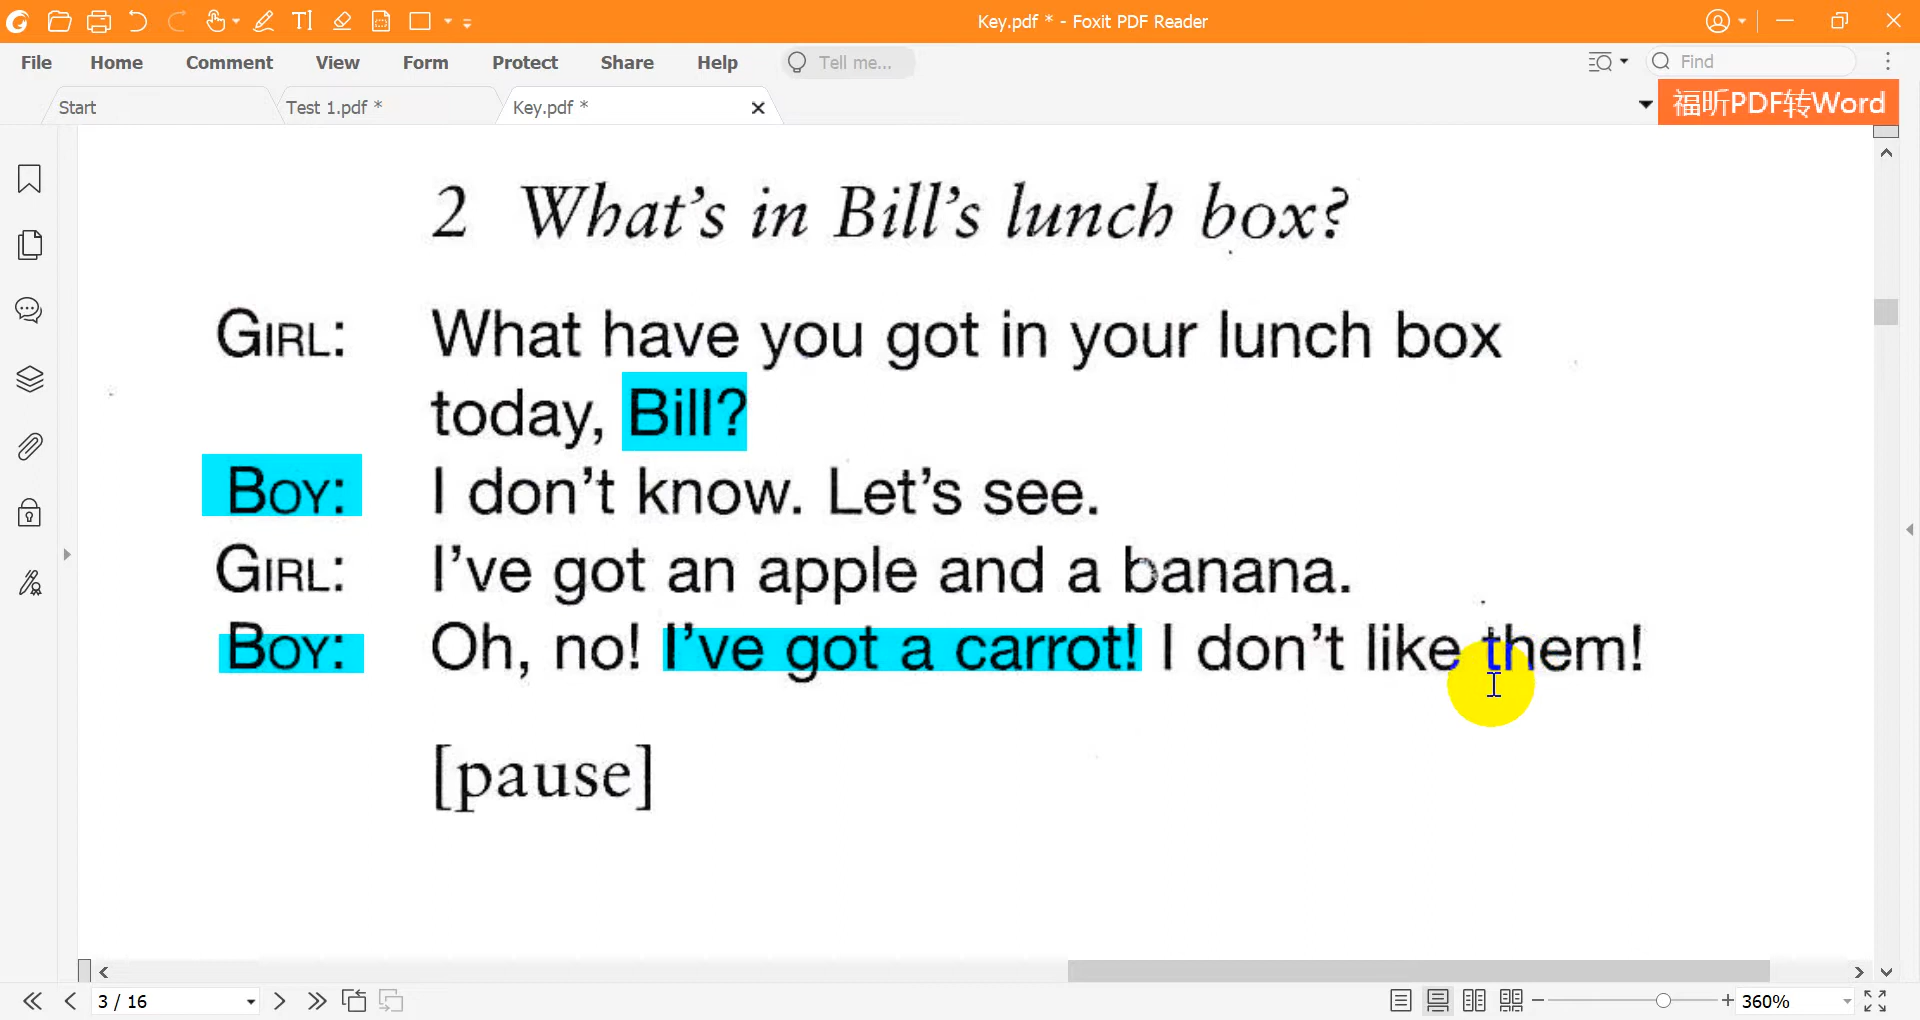 Key.pdf * - Foxit PDF Reader
File Home Comment View Form Protect Share Help Tell me... Find
Start Test 1.pdf * Key.pdf * 福昕PDF转Word
2 What's in Bill's lunch box?
GIRL: What have you got in your lunch box
today, Bill?
BOY: I don't know. Let's see.
GIRL: I've got an apple and a banana.
BOY: Oh, no! I've got a carrot! I don't like them!
[pause]
3 / 16 360%